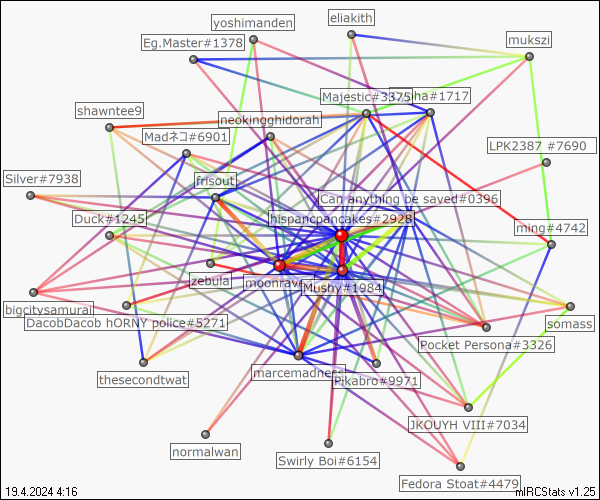 yoshimanden
eliakith
Eg.Master#1378
mukszi
Majestic#3375
#1717
shawntee9
neokingghidorah
Madネコ#6901
LPK2387 #7690
Silver#7938
frisout
Can anything be saved#0396
Duck#1245
hispancpancakes#2928
ming#4742
zebula
Mushy#1984
bigcitysamurai
DacobDacob hORNY police#5271
somass
Pocket Persona#3326
thesecondtwat
marcemadness
Pikabro#9971
JKOUYH VIII#7034
normalwan
Swirly Boi#6154
Fedora Stoat#4479
19.4.2024 4:16
mIRCStats v1.25